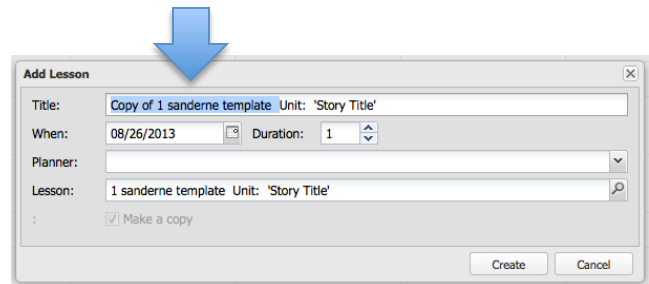 Add Lesson
Title: Copy of 1 sanderne template Unit: 'Story Title'
When: 08/26/2013 Duration: 1
Planner:
Lesson: 1 sanderne template Unit: 'Story Title'
: Make a copy
Create Cancel